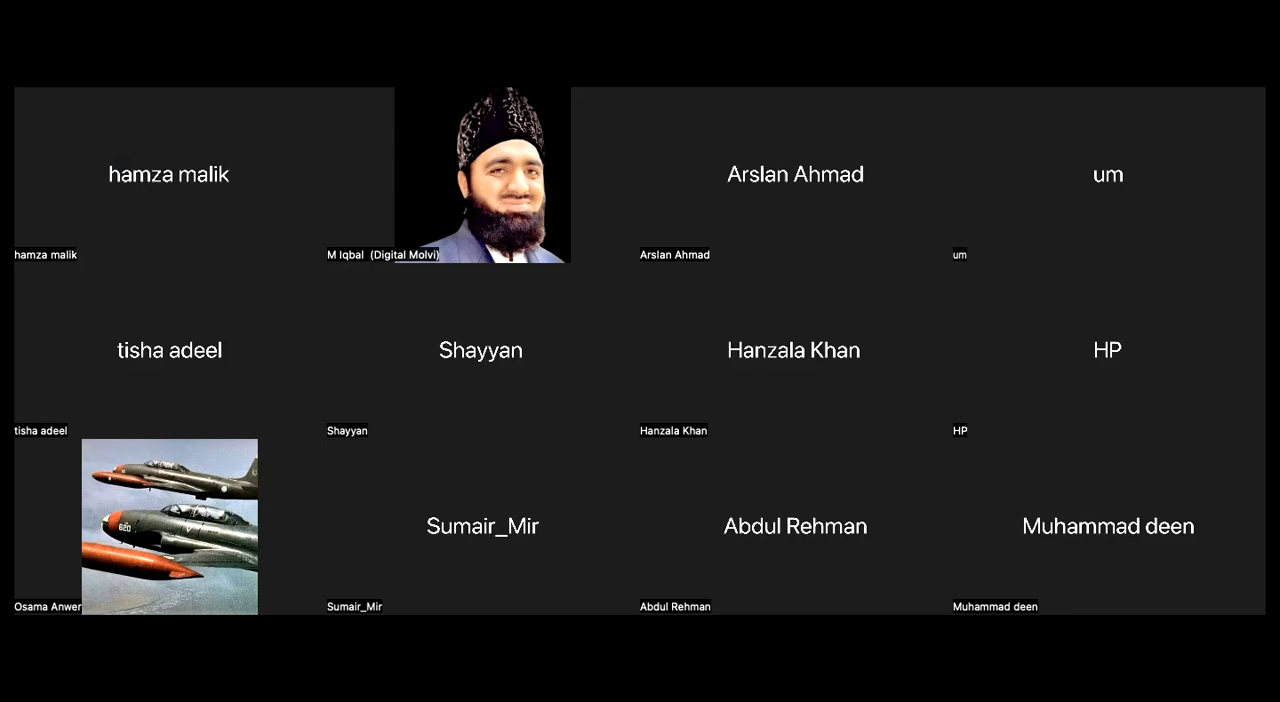 hamza malik
hamza malik
M Iqbal (Digital Molvi)
Arslan Ahmad
Arslan Ahmad
um
um
tisha adeel
tisha adeel
Shayyan
Shayyan
Hanzala Khan
Hanzala Khan
HP
HP
620
Osama Anwer
Sumair_Mir
Sumair_Mir
Abdul Rehman
Abdul Rehman
Muhammad deen
Muhammad deen